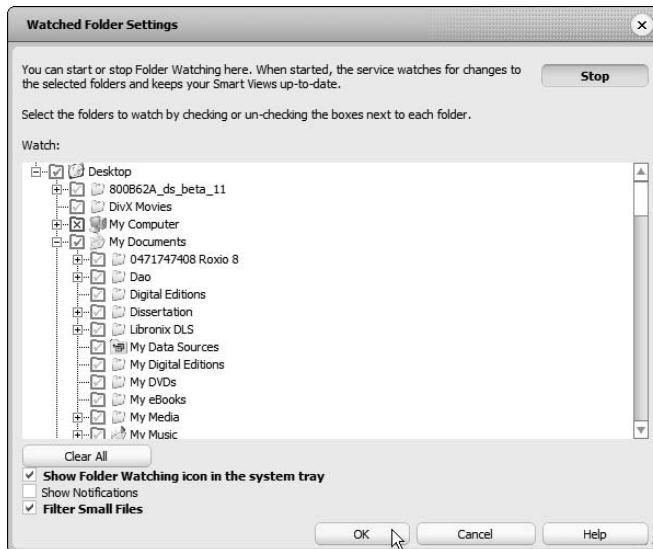 Watched Folder Settings
You can start or stop Folder Watching here. When started, the service watches for changes to
the selected folders and keeps your Smart Views up-to-date.
Stop
Select the folders to watch by checking or un-checking the boxes next to each folder.
Watch:
Desktop
800B62A_ds_beta_11
DivX Movies
My Computer
My Documents
0471747408 Roxio 8
Dao
Digital Editions
Dissertation
Libronix DLS
My Data Sources
My Digital Editions
My DVDs
My eBooks
My Media
My Music
Clear All
Show Folder Watching icon in the system tray
Show Notifications
Filter Small Files
OK
Cancel
Help